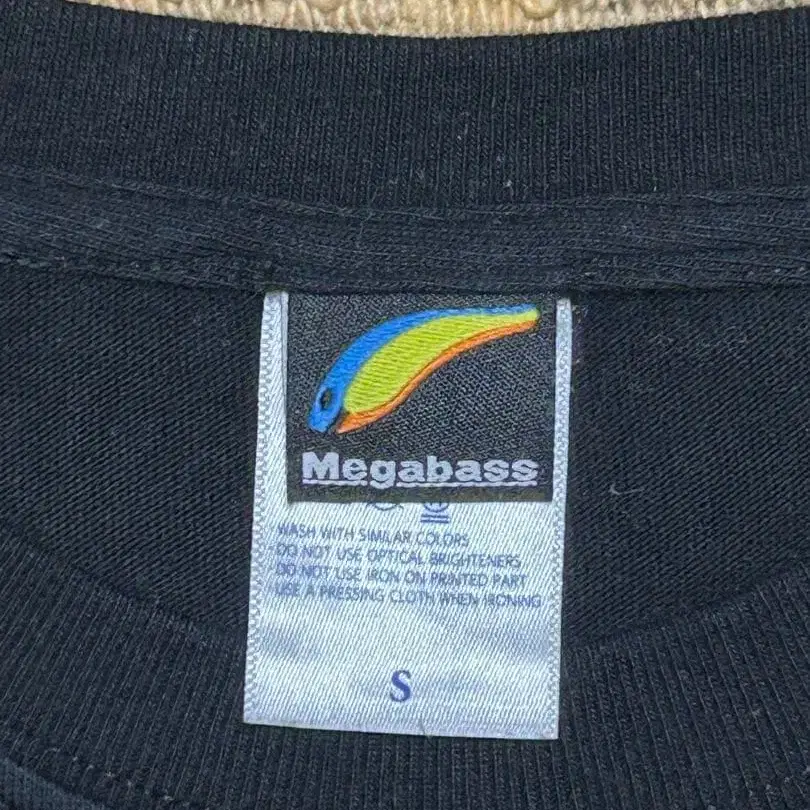 Megabass
WASH WITH SIMILAR COLORS
DO NOT USE OPTICAL BRIGHTENERS
DO NOT USE IRON ON PRINTED PART
USE A PRESSING CLOTH WHEN IRONING
S